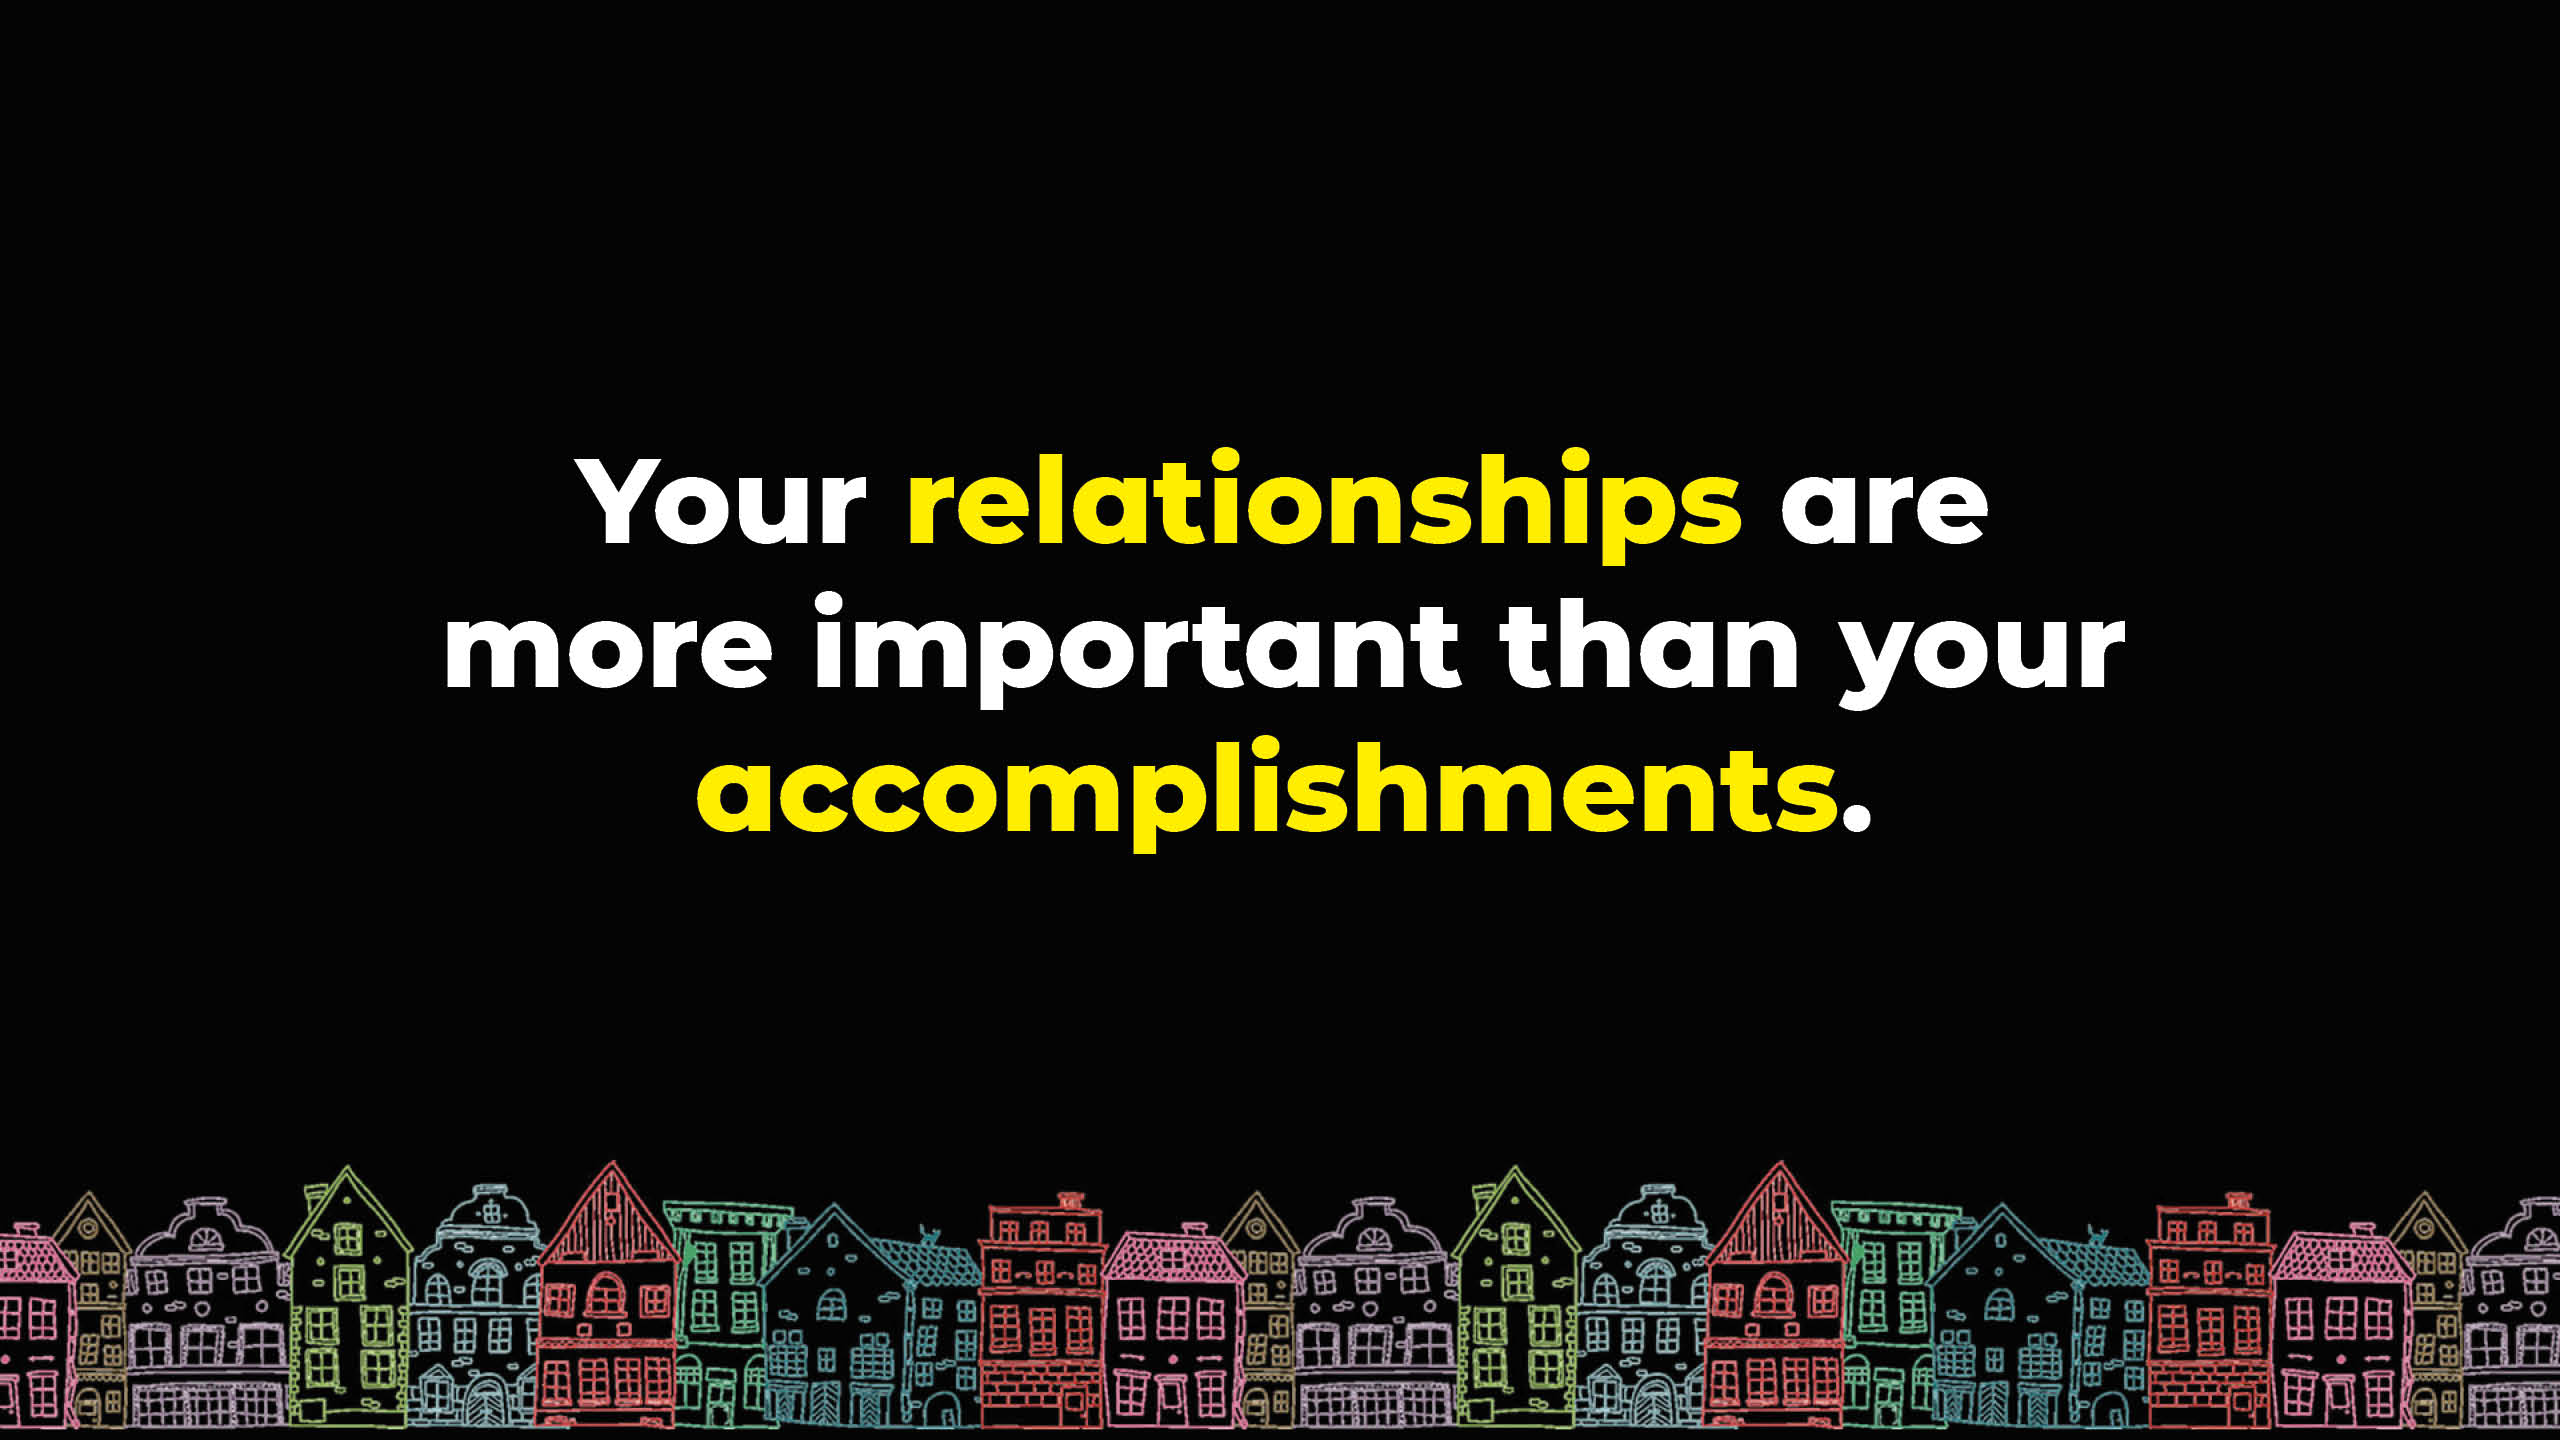 Your relationships are
more important than your
accomplishments.